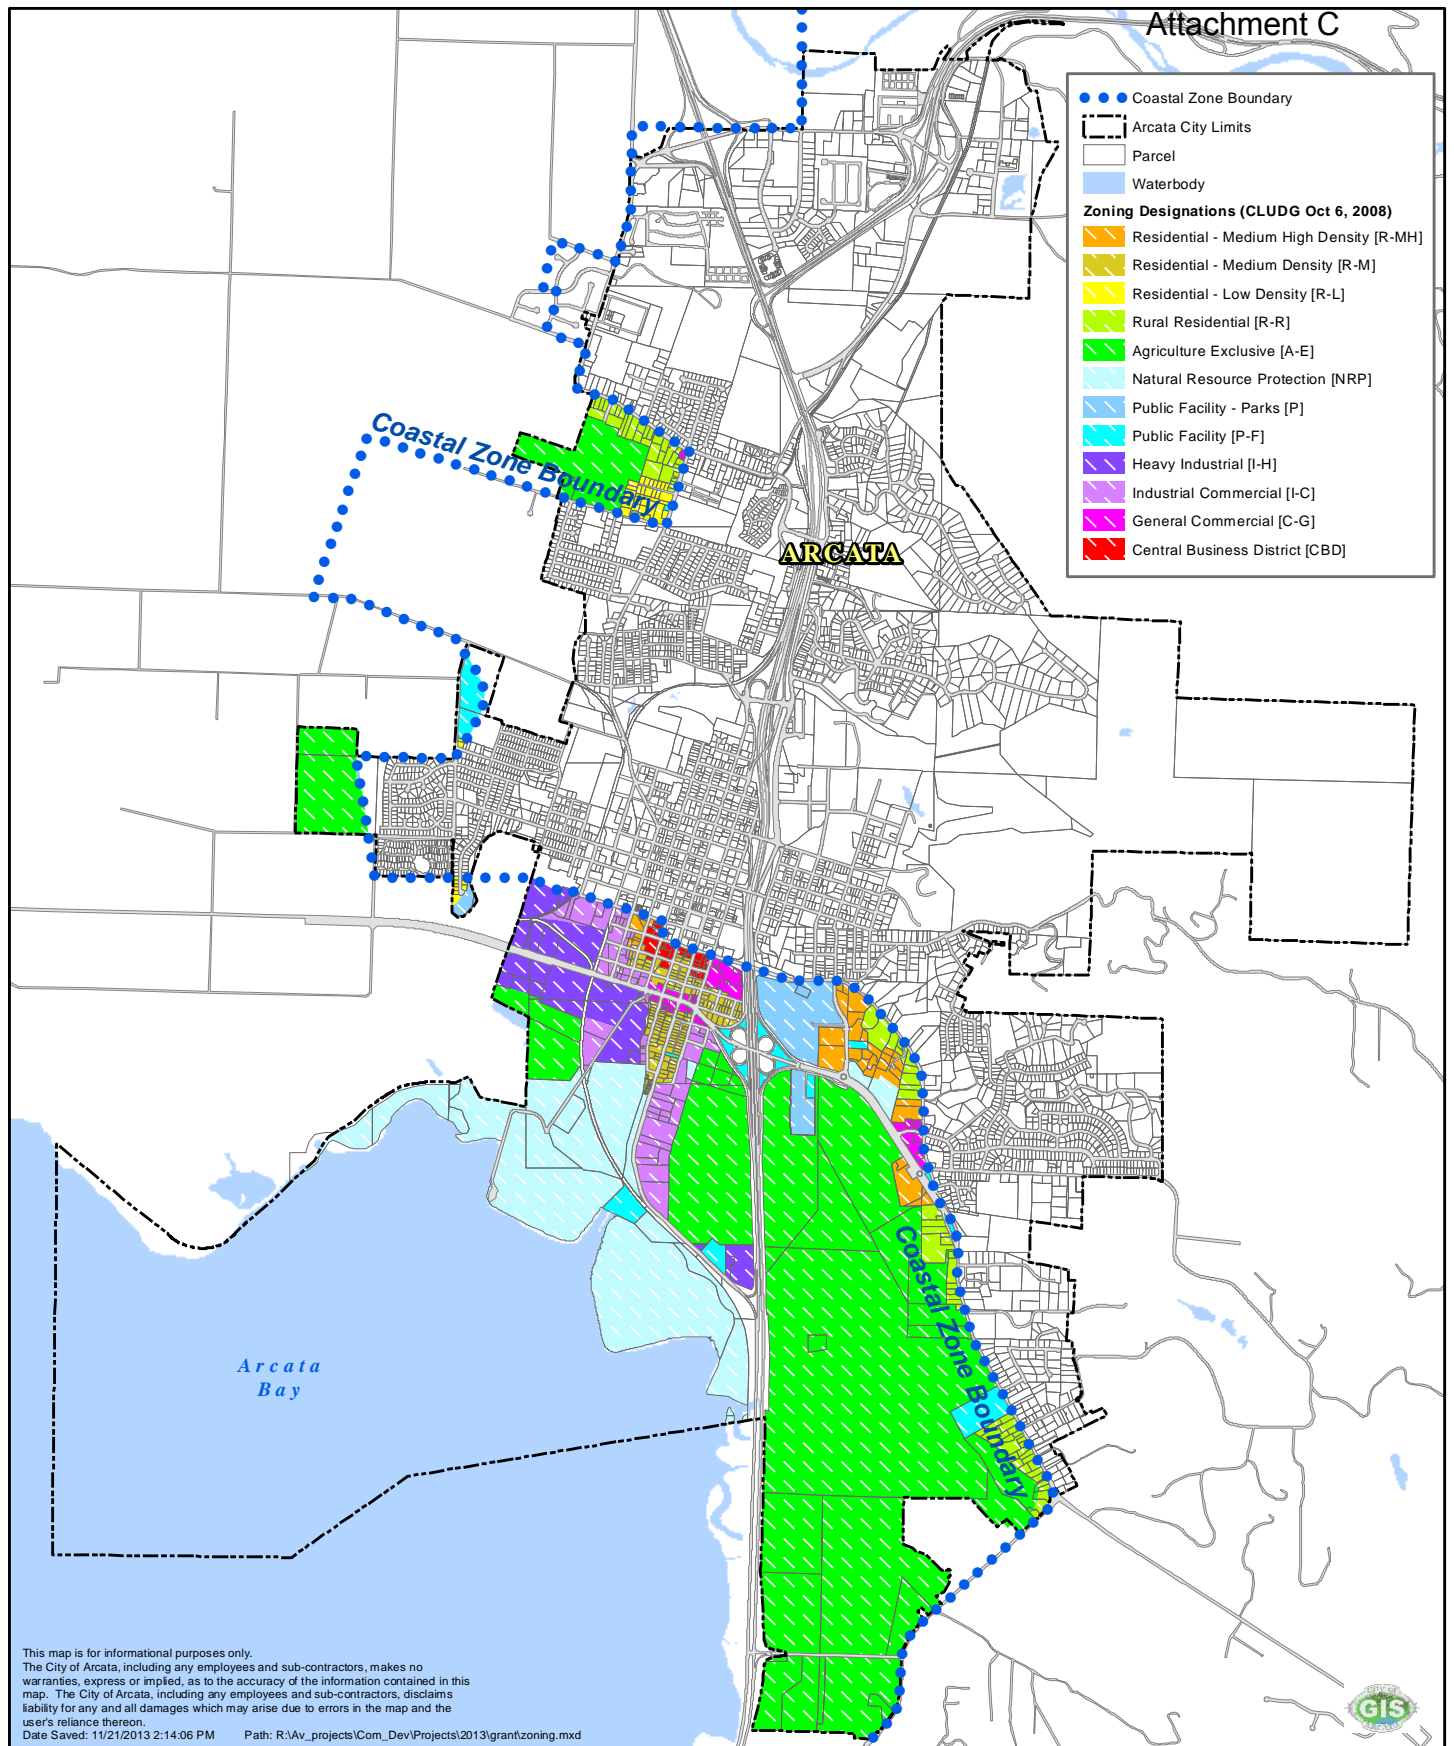 Attachment C
Coastal Zone Boundary
Arcata City Limits
Parcel
Waterbody
Zoning Designations (CLUDG Oct 6, 2008)
Residential - Medium High Density [R-MH]
Residential - Medium Density [R-M]
Residential - Low Density [R-L]
Rural Residential [R-R]
Agriculture Exclusive [A-E]
Natural Resource Protection [NRP]
Public Facility - Parks [P]
Public Facility [P-F]
Heavy Industrial [I-H]
Industrial Commercial [I-C]
General Commercial [C-G]
Central Business District [CBD]
Coastal Zone Boundary
ARCATA
Coastal Zone Boundary
Arcata
Bay
This map is for informational purposes only.
The City of Arcata, including any employees and sub-contractors, makes no
warranties, express or implied, as to the accuracy of the information contained in this
map. The City of Arcata, including any employees and sub-contractors, disclaims
liability for any and all damages which may arise due to errors in the map and the
user's reliance thereon.
Date Saved: 11/21/2013 2:14:06 PM Path: R:\Av_projects\Com_Dev\Projects\2013\grant\zoning.mxd
GIS